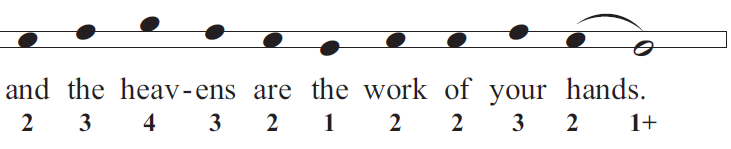 and the heav-ens are the work of your hands.
2 3 4 3 2 1 2 2 3 2 1+